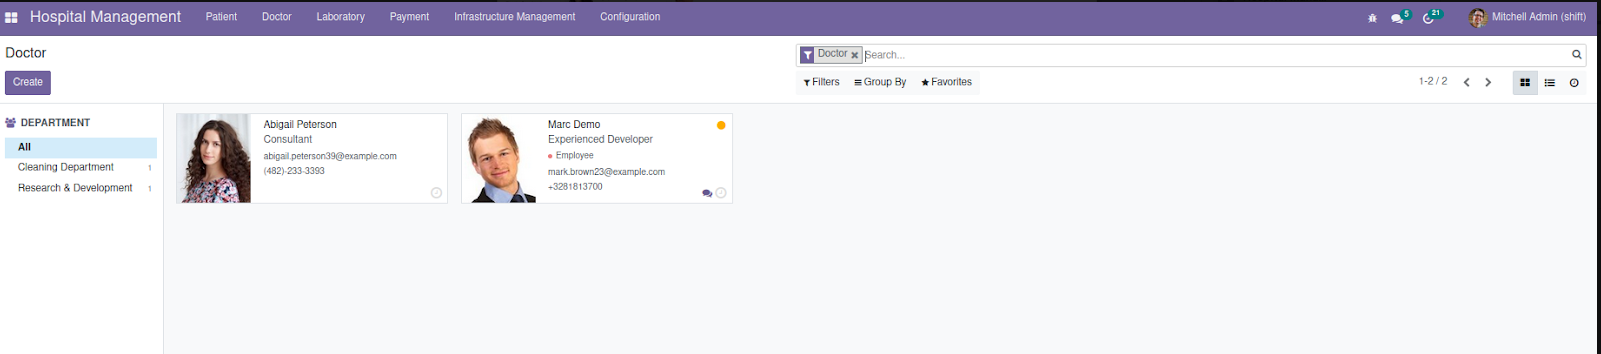 Hospital Management Patient Doctor Laboratory Payment Infrastructure Management Configuration 5 21 Mitchell Admin (shift)
Doctor
Doctor Search...
Create
Filters Group By Favorites 1-2 / 2
DEPARTMENT
All
Cleaning Department 1
Research & Development 1
Abigail Peterson
Consultant
abigail.peterson39@example.com
(482)-233-3393
Marc Demo
Experienced Developer
Employee
mark.brown23@example.com
+3281813700